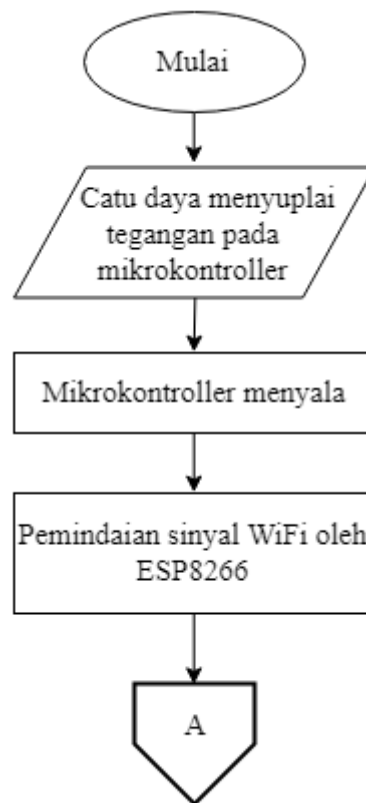 Mulai
Catu daya menyuplai
tegangan pada
mikrokontroller
Mikrokontroller menyala
Pemindaian sinyal WiFi oleh
ESP8266
A